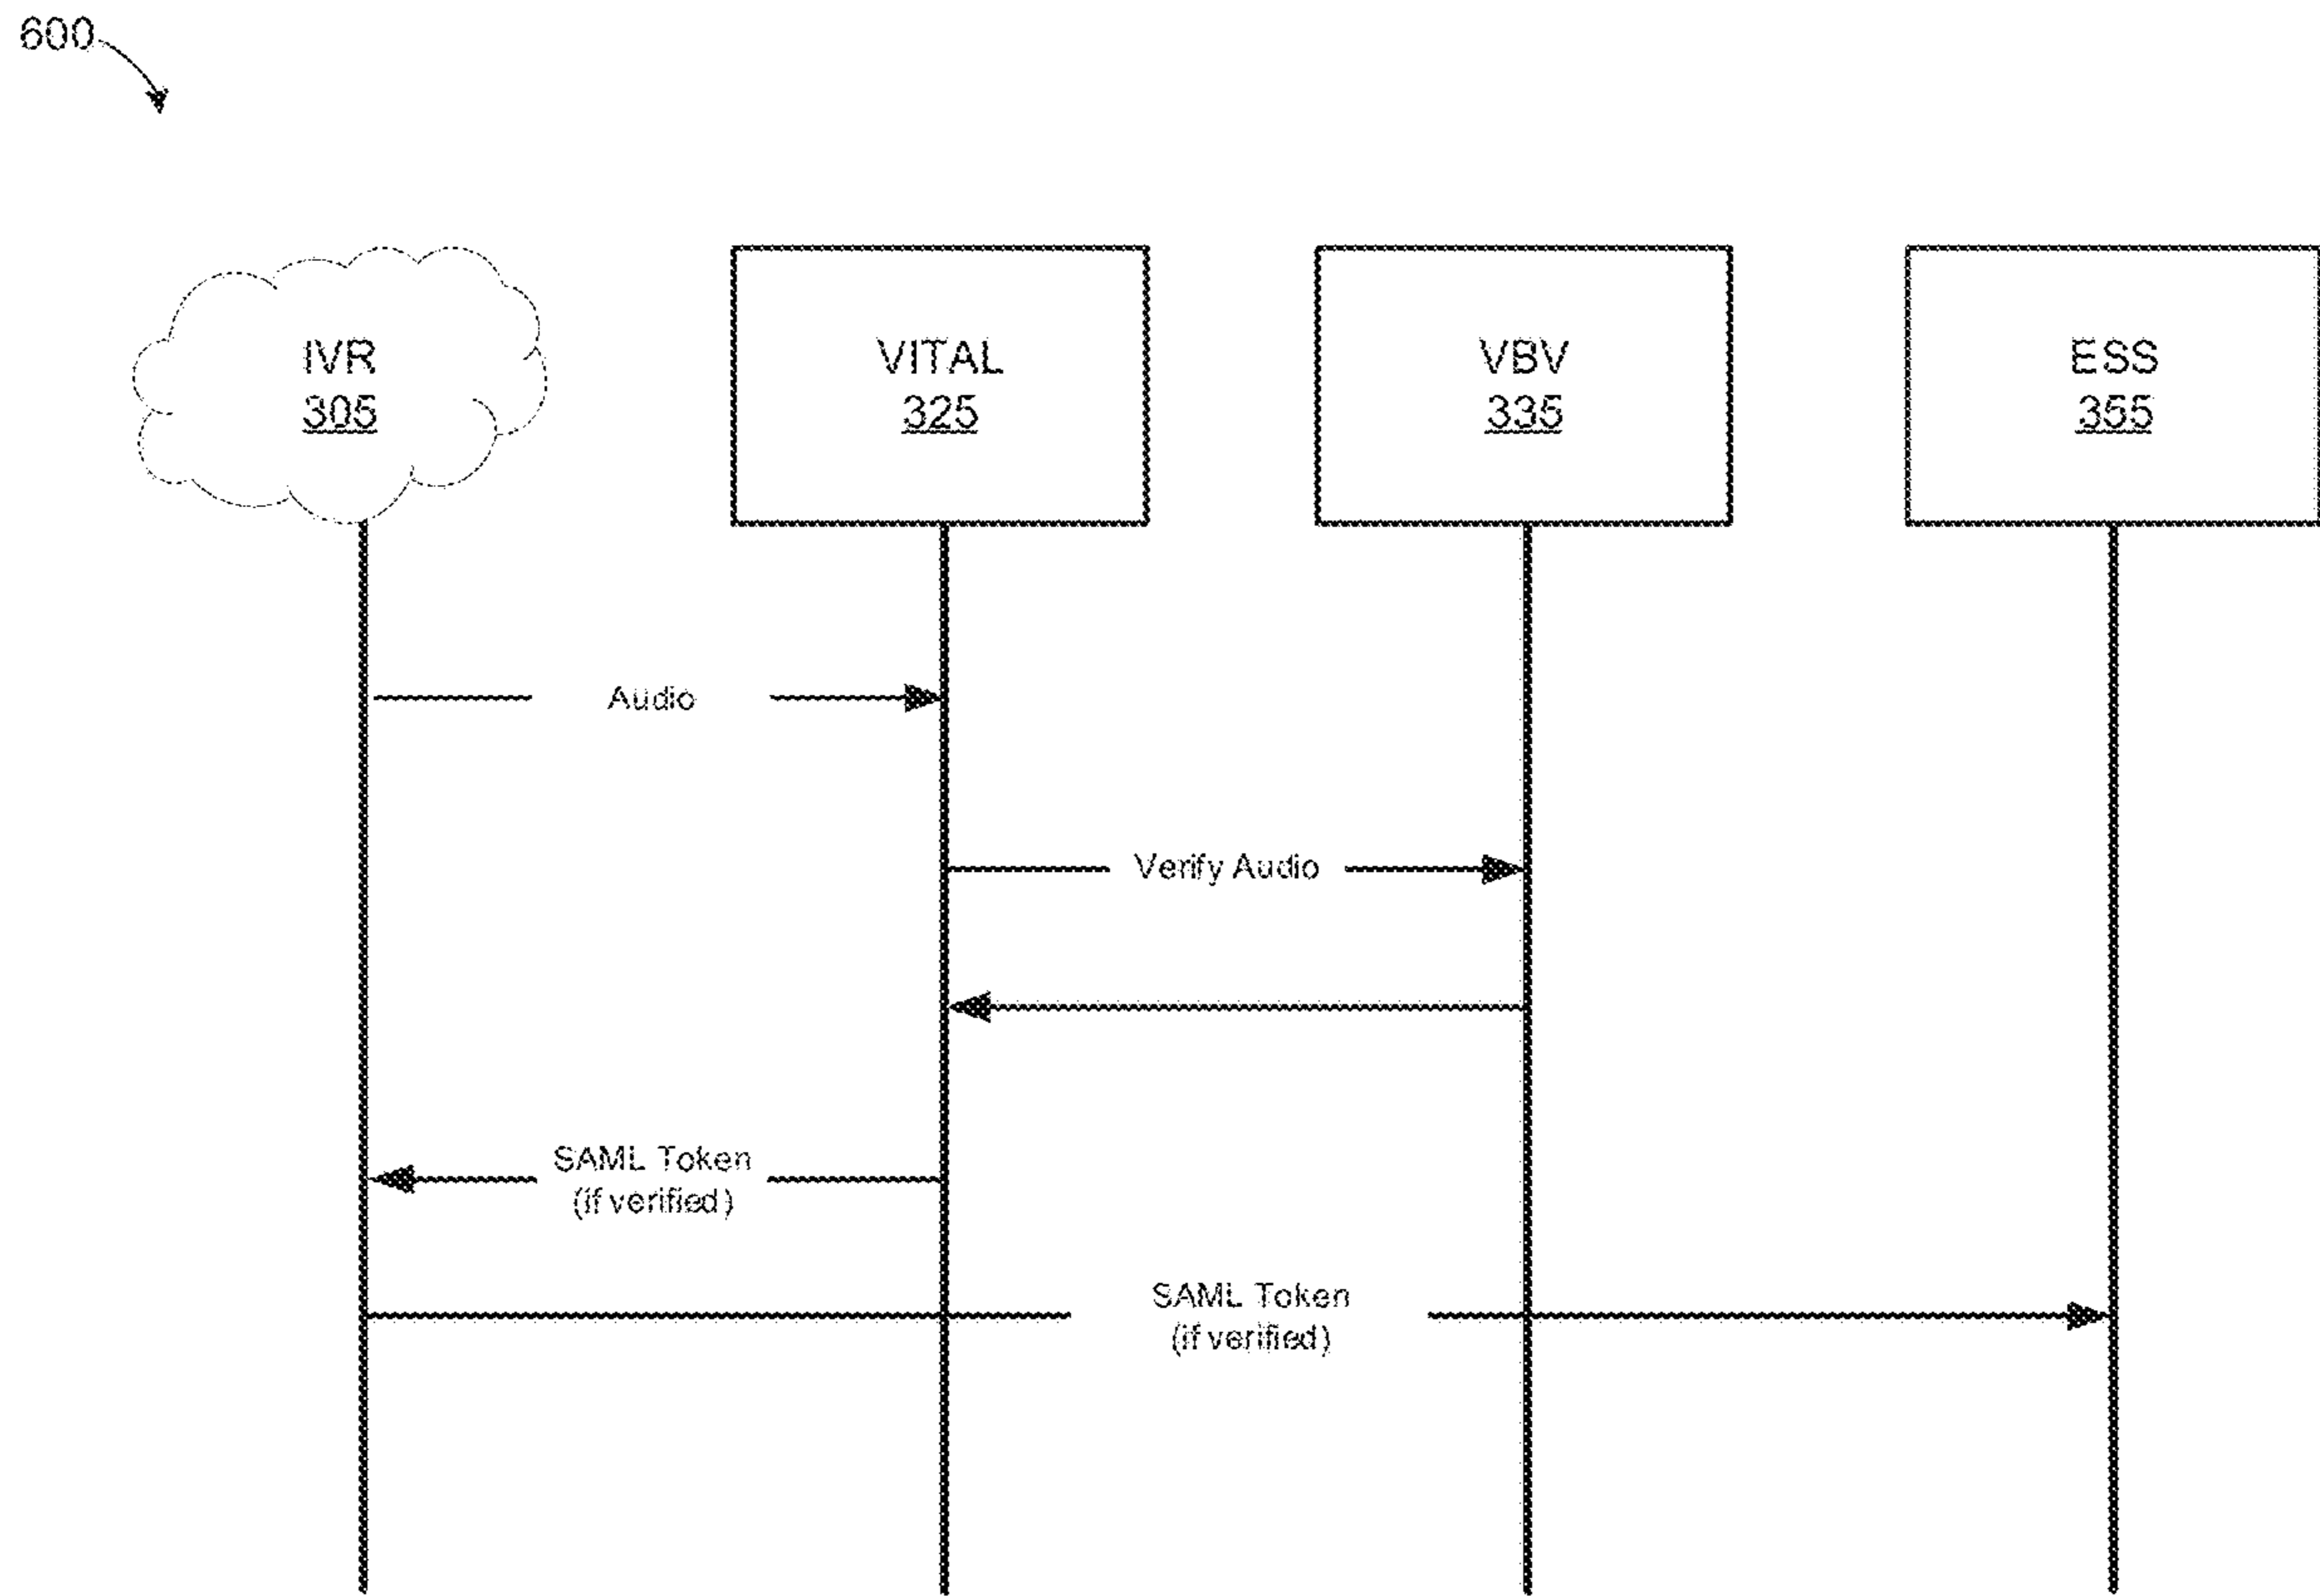 600
IVR
305
VITAL
325
VBV
335
ESS
355
Audio
Verify Audio
SAML Token
(if verified)
SAML Token
(if verified)